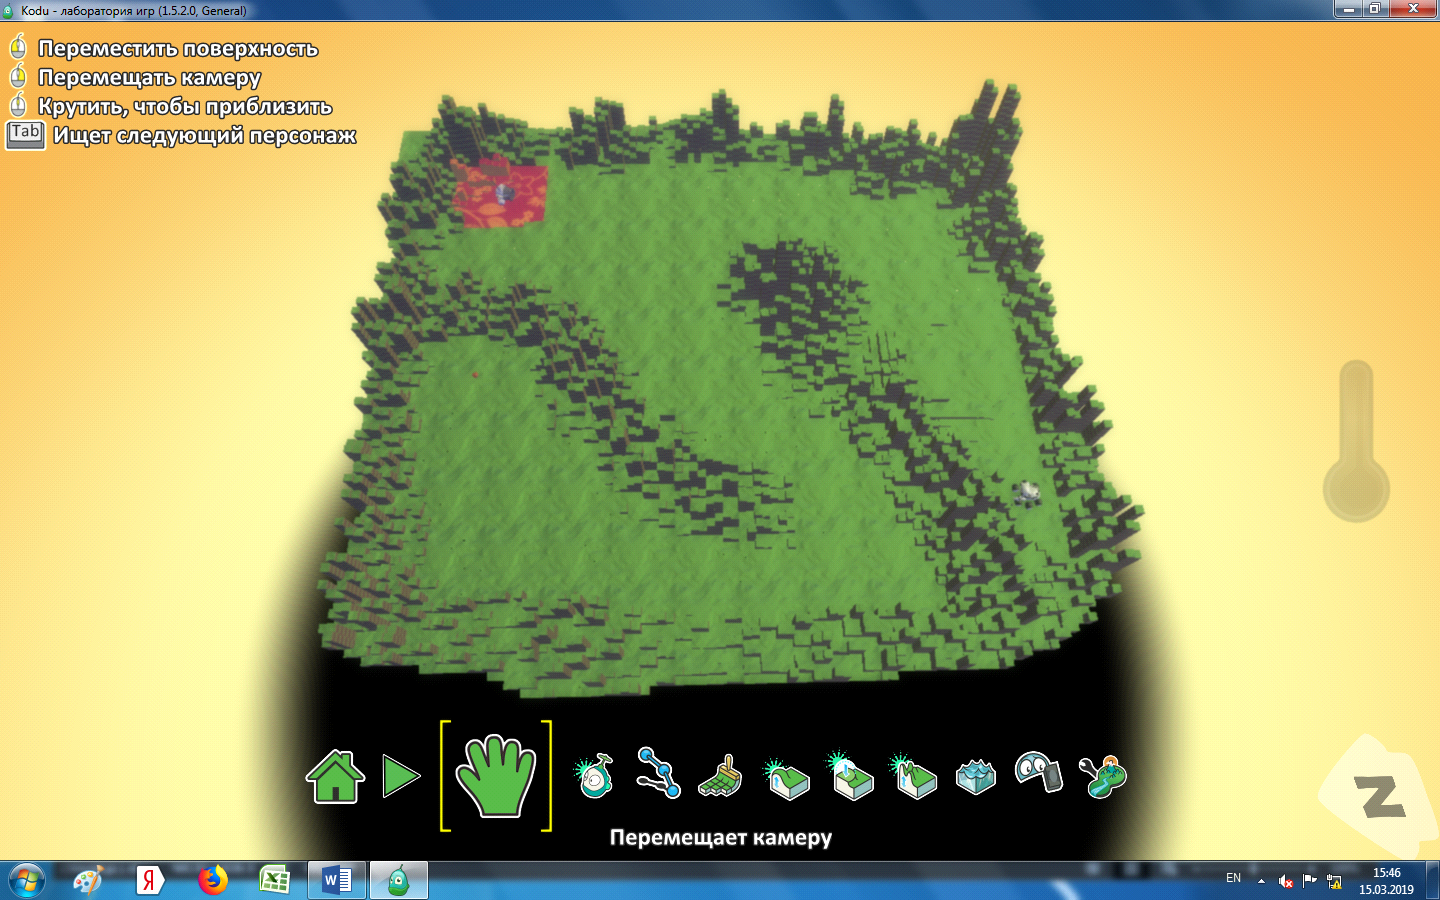 Kodu - лаборатория игр (1.5.2.0, General)
Переместить поверхность
Перемещать камеру
Крутить, чтобы приблизить
Tab Ищет следующий персонаж
Z
Перемещает камеру
Я
W
X
EN
15:46
15.03.2019